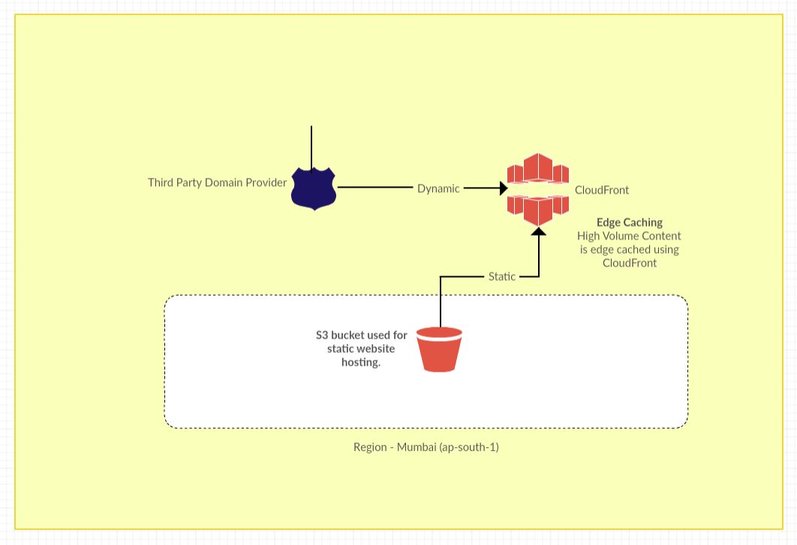 Third Party Domain Provider
Dynamic
CloudFront
Edge Caching
High Volume Content
is edge cached using
CloudFront
Static
S3 bucket used for
static website
hosting.
Region - Mumbai (ap-south-1)